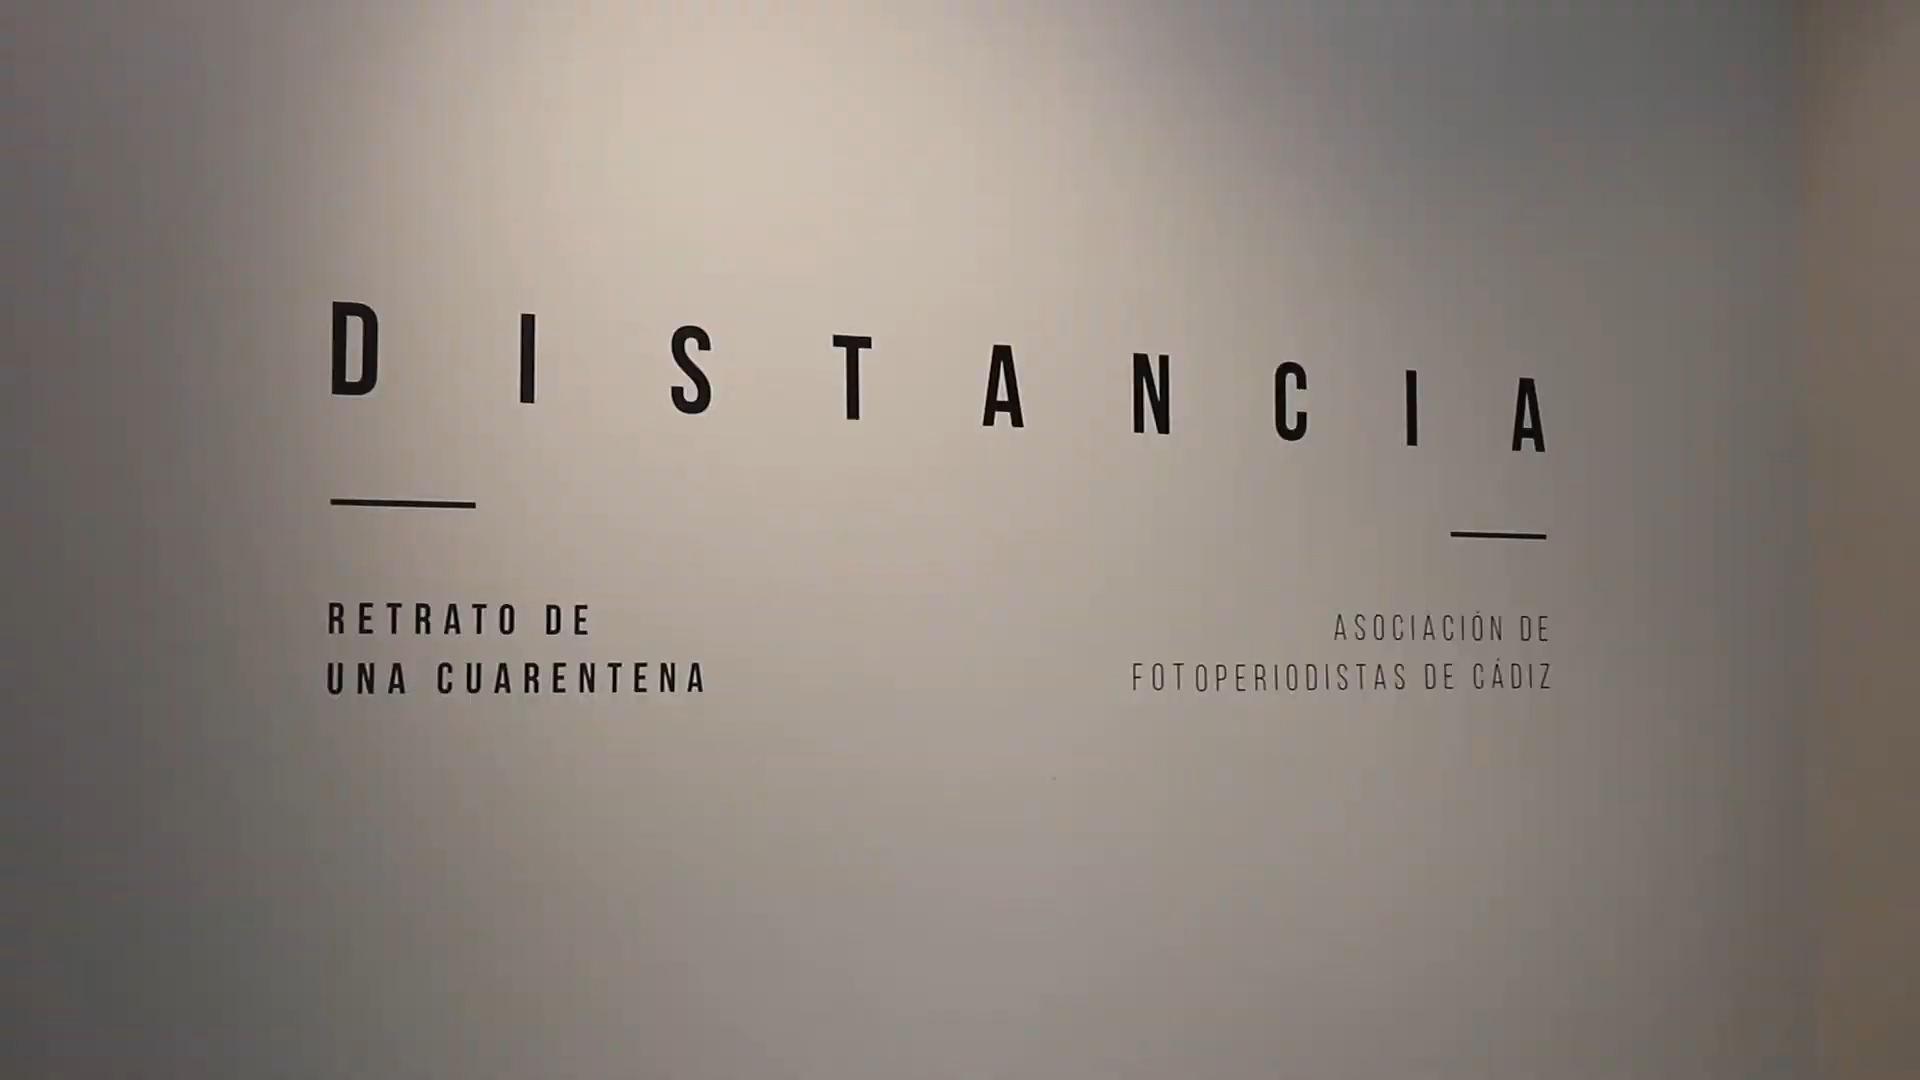 DISTANCIA
RETRATO DE
UNA CUARENTENA
ASOCIACIÓN DE
FOTOPERIODISTAS DE CÁDIZ